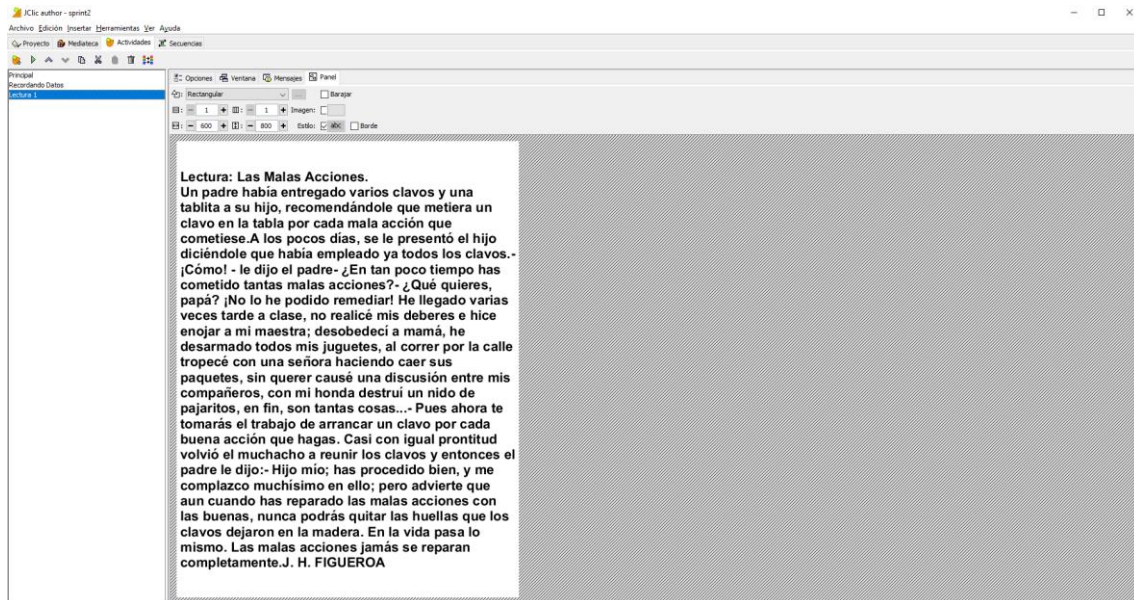 JClic author - sprint2
Archivo Edición Insertar Herramientas Ver Ayuda
Proyecto Mediateca Actividades Secuencias
Principal
Recordando Datos
Lectura 1
Opciones Ventana Mensajes Panel
Rectangular ... Barajar
1 1 Imagen:
600 800 Estilo: abc Borde
Lectura: Las Malas Acciones.
Un padre había entregado varios clavos y una
tablita a su hijo, recomendándole que metiera un
clavo en la tabla por cada mala acción que
cometiese.A los pocos días, se le presentó el hijo
diciéndole que había empleado ya todos los clavos.-
¡Cómo! - le dijo el padre- ¿En tan poco tiempo has
cometido tantas malas acciones?- ¿Qué quieres,
papá? ¡No lo he podido remediar! He llegado varias
veces tarde a clase, no realicé mis deberes e hice
enojar a mi maestra; desobedecí a mamá, he
desarmado todos mis juguetes, al correr por la calle
tropecé con una señora haciendo caer sus
paquetes, sin querer causé una discusión entre mis
compañeros, con mi honda destruí un nido de
pajaritos, en fin, son tantas cosas...- Pues ahora te
tomarás el trabajo de arrancar un clavo por cada
buena acción que hagas. Casi con igual prontitud
volvió el muchacho a reunir los clavos y entonces el
padre le dijo:- Hijo mío; has procedido bien, y me
complazco muchísimo en ello; pero advierte que
aun cuando has reparado las malas acciones con
las buenas, nunca podrás quitar las huellas que los
clavos dejaron en la madera. En la vida pasa lo
mismo. Las malas acciones jamás se reparan
completamente.J. H. FIGUEROA